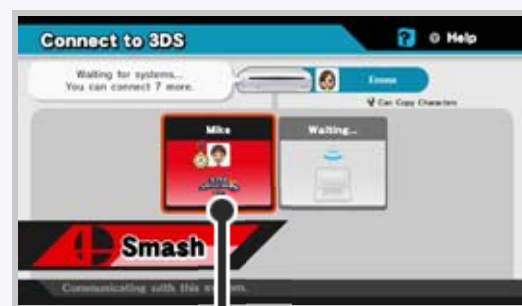 Connect to 3DS
? Help
Waiting for systems...
You can connect 7 more.
Emma
Can Copy Characters
Mike
Waiting...
Smash
Communicating with this system.